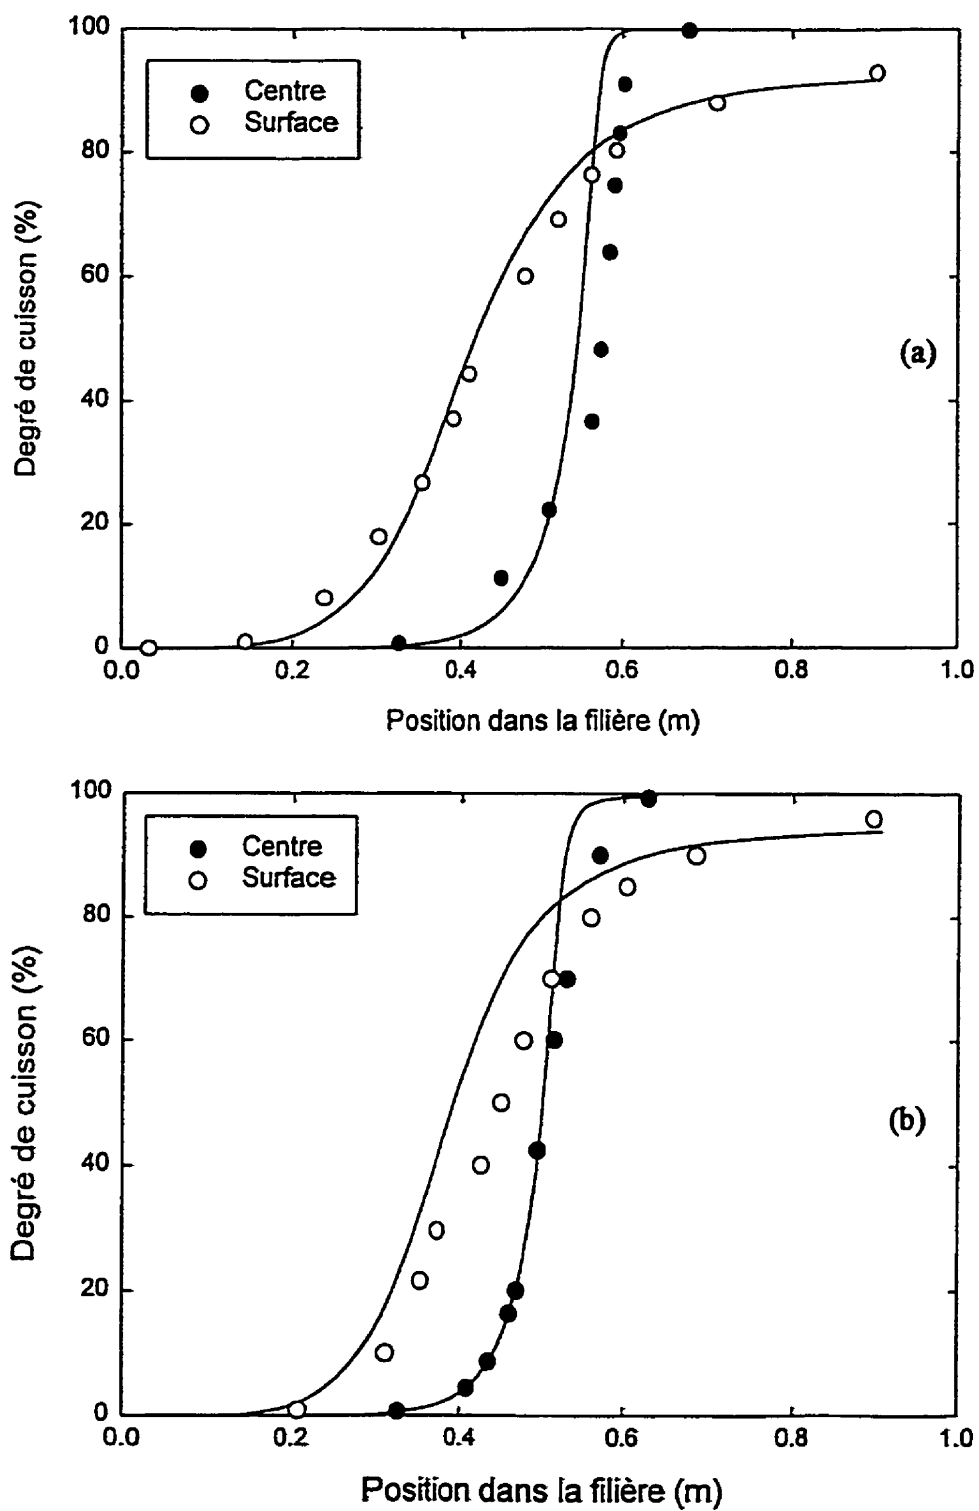 100
80
60
40
20
0
Degré de cuisson (%)
Centre
Surface
(a)
0.0 0.2 0.4 0.6 0.8 1.0
Position dans la filière (m)
100
80
60
40
20
0
Degré de cuisson (%)
Centre
Surface
(b)
0.0 0.2 0.4 0.6 0.8 1.0
Position dans la filière (m)